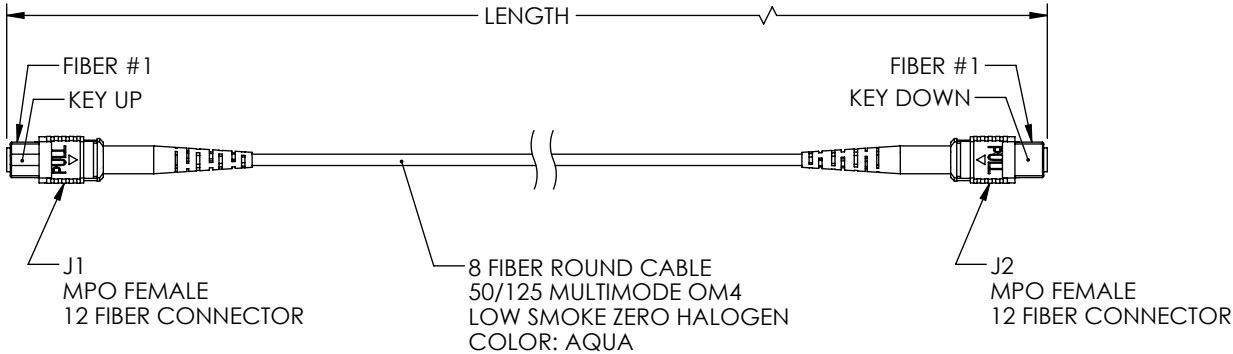 LENGTH
FIBER #1
KEY UP
FIBER #1
KEY DOWN
PULL
PULL
J1
MPO FEMALE
12 FIBER CONNECTOR
8 FIBER ROUND CABLE
50/125 MULTIMODE OM4
LOW SMOKE ZERO HALOGEN
COLOR: AQUA
J2
MPO FEMALE
12 FIBER CONNECTOR